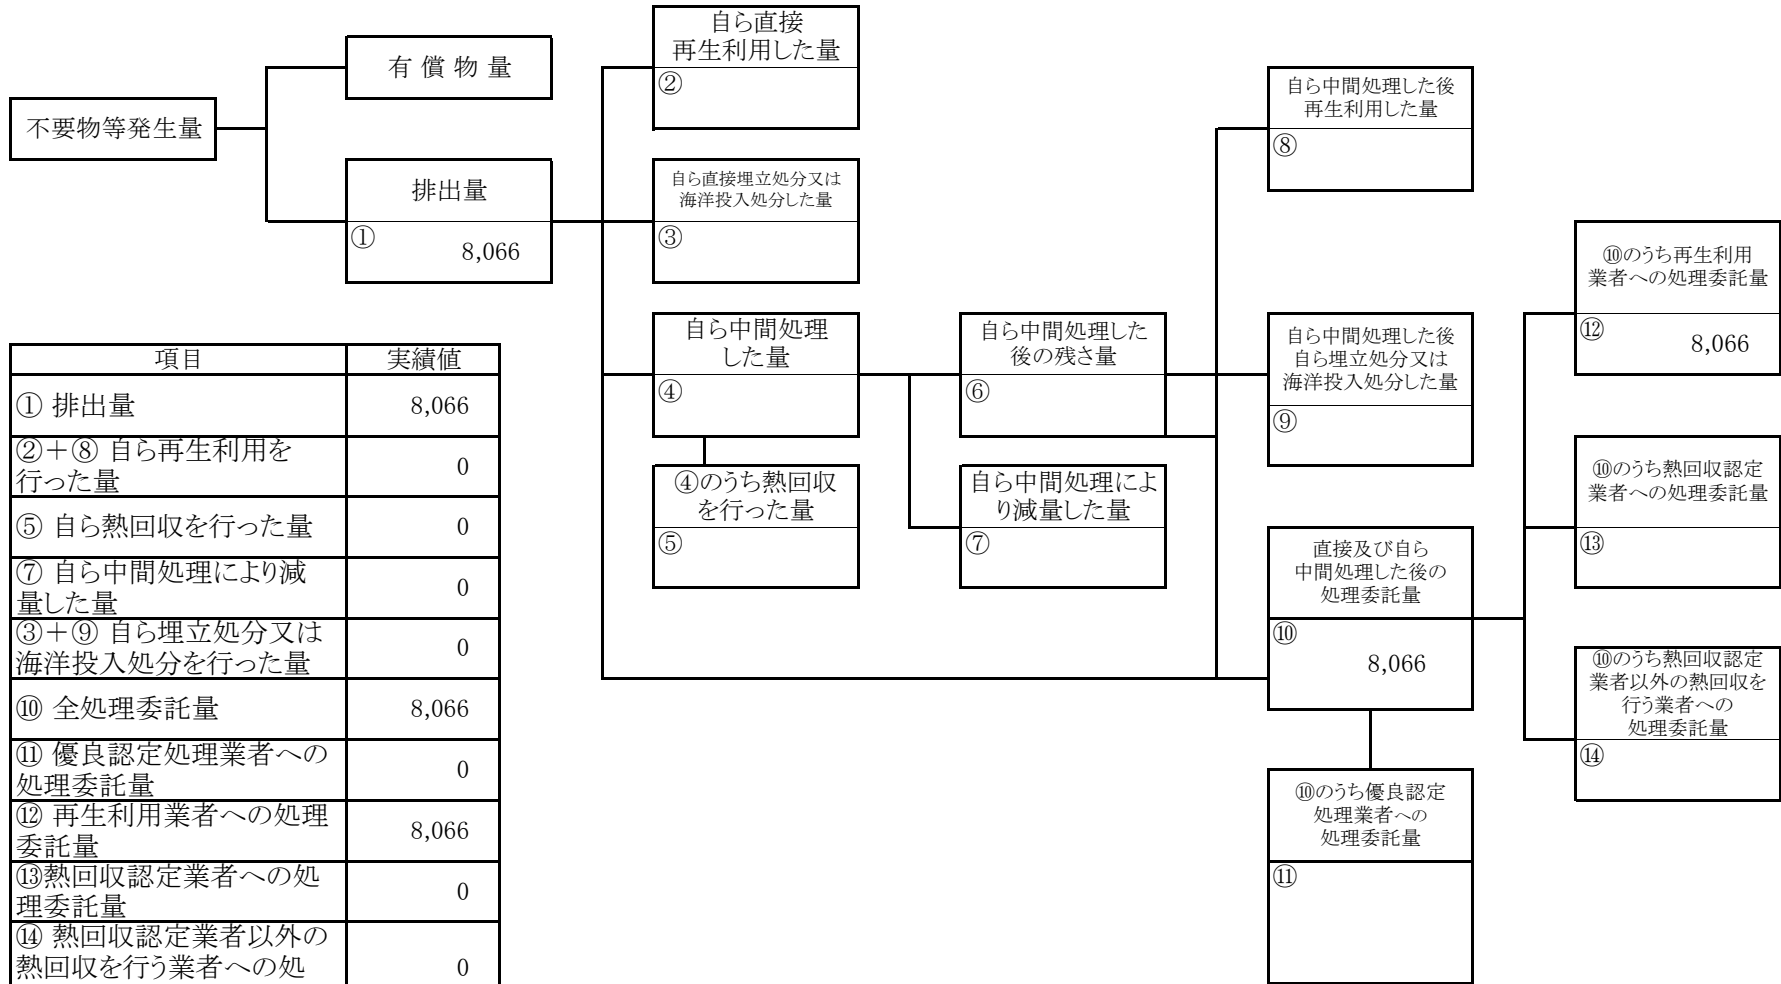 自ら直接
再生利用した量
②
有 償 物 量
不要物等発生量
排出量
①
8,066
自ら直接埋立処分又は
海洋投入処分した量
③
自ら中間処理した後
再生利用した量
⑧
⑩のうち再生利用
業者への処理委託量
⑫
8,066
自ら中間処理
した量
④
自ら中間処理した
後の残さ量
⑥
自ら中間処理した後
自ら埋立処分又は
海洋投入処分した量
⑨
④のうち熱回収
を行った量
⑤
自ら中間処理によ
り減量した量
⑦
⑩のうち熱回収認定
業者への処理委託量
⑬
直接及び自ら
中間処理した後の
処理委託量
⑩
8,066
⑩のうち熱回収認定
業者以外の熱回収を
行う業者への
処理委託量
⑭
⑩のうち優良認定
処理業者への
処理委託量
⑪
項目 実績値
① 排出量 8,066
②+⑧ 自ら再生利用を
行った量 0
⑤ 自ら熱回収を行った量 0
⑦ 自ら中間処理により減
量した量 0
③+⑨ 自ら埋立処分又は
海洋投入処分を行った量 0
⑩ 全処理委託量 8,066
⑪ 優良認定処理業者への
処理委託量 0
⑫ 再生利用業者への処理
委託量 8,066
⑬熱回収認定業者への処
理委託量 0
⑭ 熱回収認定業者以外の
熱回収を行う業者への処 0